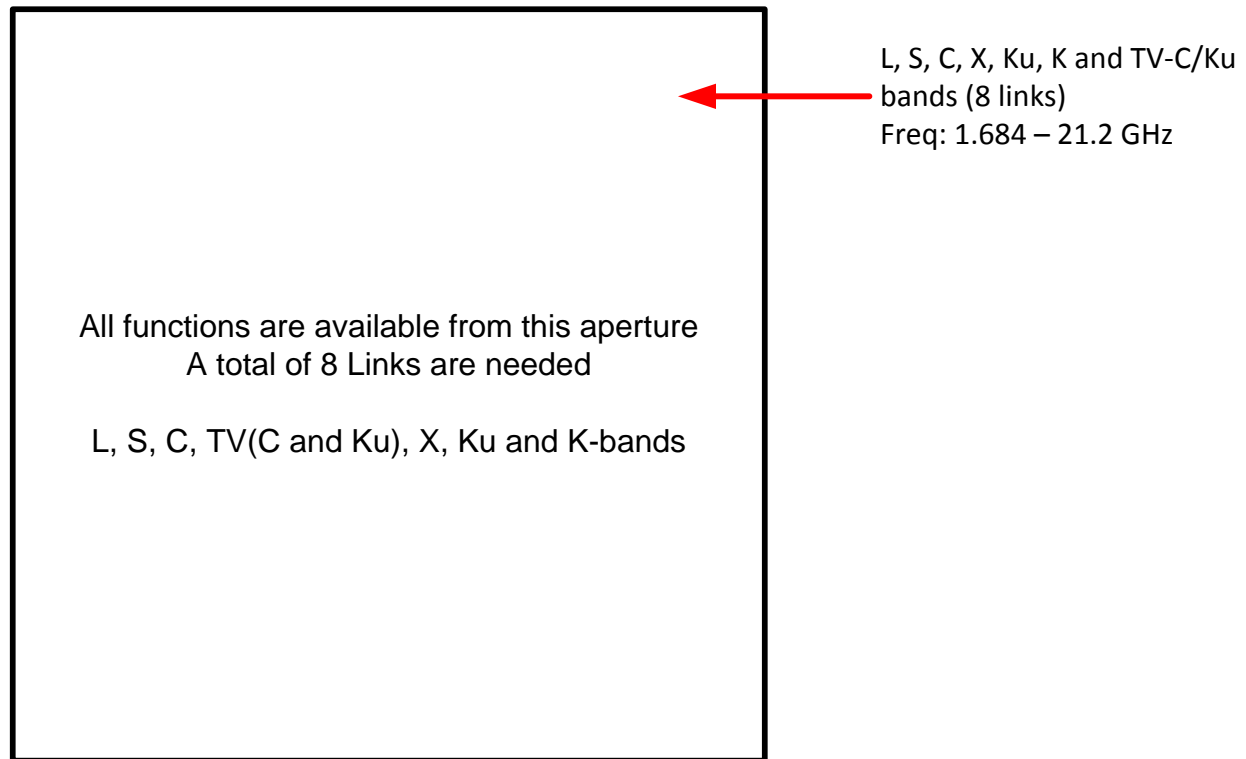 L, S, C, X, Ku, K and TV-C/Ku
bands (8 links)
Freq: 1.684 – 21.2 GHz
All functions are available from this aperture
A total of 8 Links are needed
L, S, C, TV(C and Ku), X, Ku and K-bands